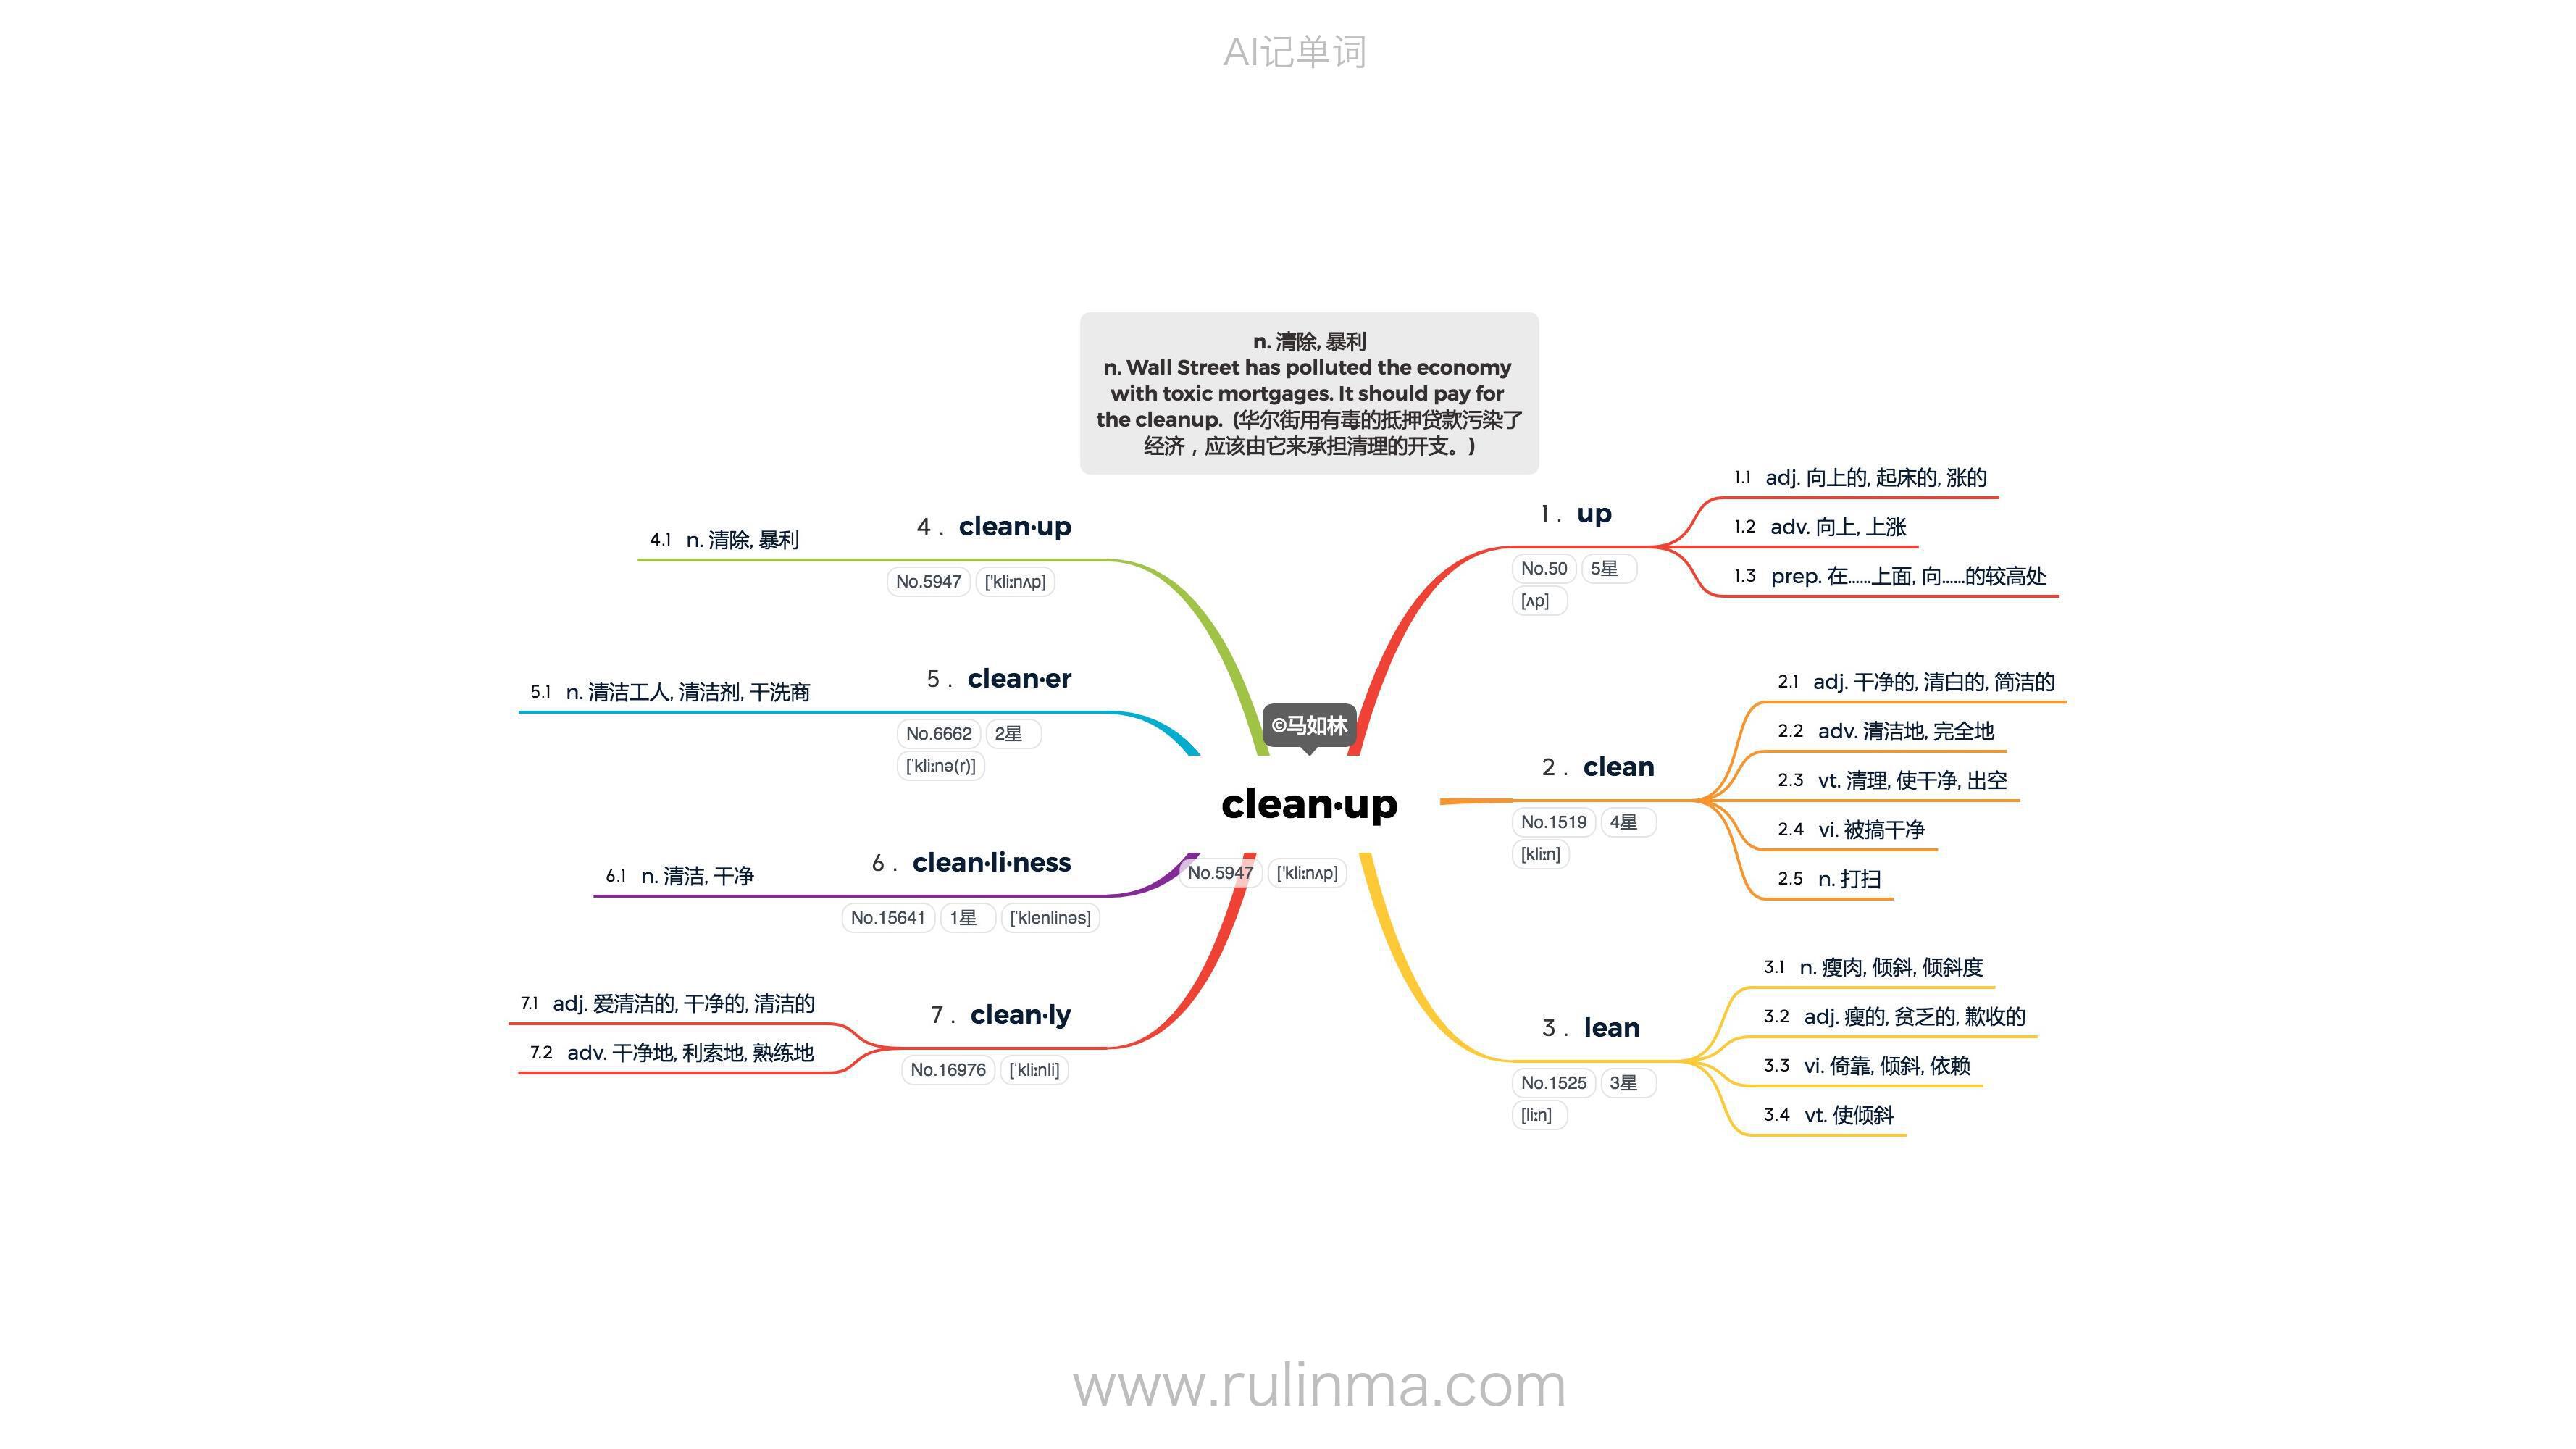 AI记单词
n. 清除, 暴利
n. Wall Street has polluted the economy
with toxic mortgages. It should pay for
the cleanup. (华尔街用有毒的抵押贷款污染了
经济，应该由它来承担清理的开支。)
©马如林
clean·up
No.5947 ['kliːnʌp]
1 . up
No.50 5星
[ʌp]
1.1 adj. 向上的, 起床的, 涨的
1.2 adv. 向上, 上涨
1.3 prep. 在……上面, 向……的较高处
2 . clean
No.1519 4星
[kliːn]
2.1 adj. 干净的, 清白的, 简洁的
2.2 adv. 清洁地, 完全地
2.3 vt. 清理, 使干净, 出空
2.4 vi. 被搞干净
2.5 n. 打扫
3 . lean
No.1525 3星
[liːn]
3.1 n. 瘦肉, 倾斜, 倾斜度
3.2 adj. 瘦的, 贫乏的, 歉收的
3.3 vi. 倚靠, 倾斜, 依赖
3.4 vt. 使倾斜
4 . clean·up
No.5947 ['kliːnʌp]
4.1 n. 清除, 暴利
5 . clean·er
No.6662 2星
['kliːnə(r)]
5.1 n. 清洁工人, 清洁剂, 干洗商
6 . clean·li·ness
No.15641 1星 ['klenlinəs]
6.1 n. 清洁, 干净
7 . clean·ly
No.16976 ['kliːnli]
7.1 adj. 爱清洁的, 干净的, 清洁的
7.2 adv. 干净地, 利索地, 熟练地
www.rulinma.com